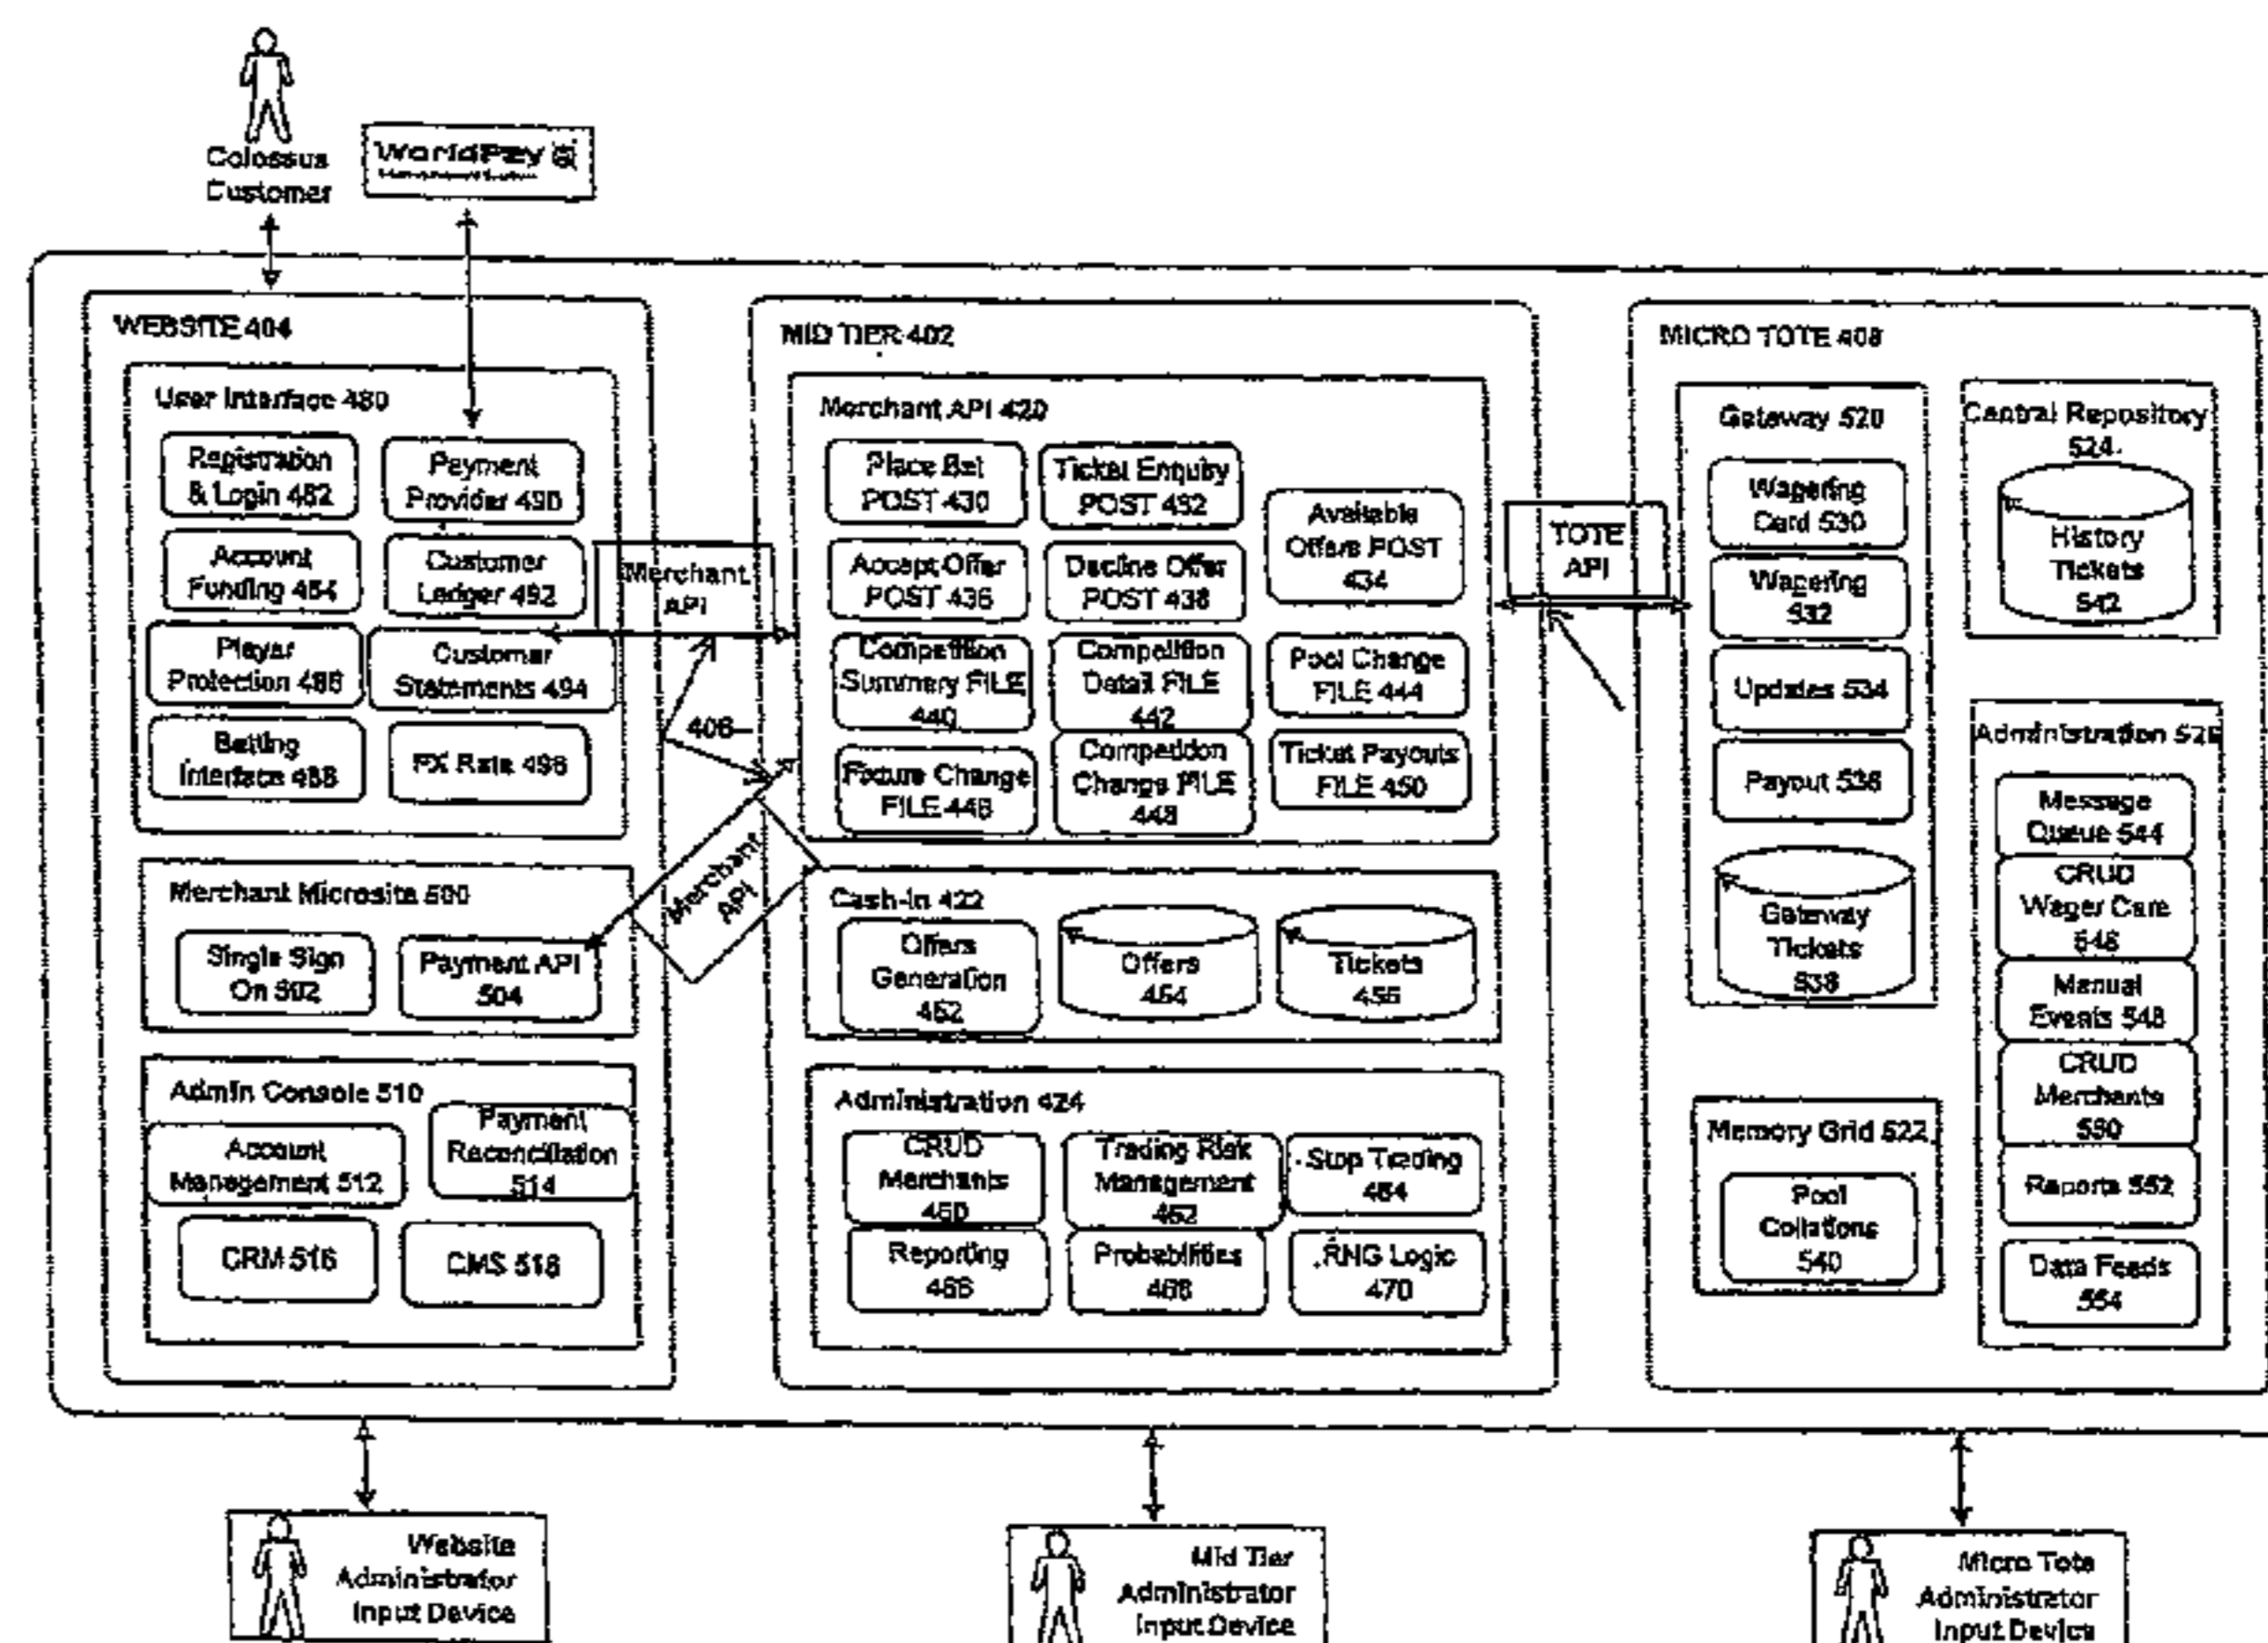 Colossus
Customer
WorldPay
WEBSITE 404
User Interface 480
Registration
& Login 482
Payment
Provider 490
Account
Funding 484
Customer
Ledger 492
Player
Protection 486
Customer
Statements 494
Betting
Interface 488
FX Rate 496
Merchant
API
406
Merchant
API
Merchant Microsite 500
Single Sign
On 502
Payment API
504
Admin Console 510
Account
Management 512
Payment
Reconciliation
514
CRM 516
CMS 518
MID TIER 402
Merchant API 420
Place Bet
POST 430
Ticket Enquiry
POST 432
Available
Offers POST
434
Accept Offer
POST 436
Decline Offer
POST 438
Competition
Summary FILE
440
Competition
Detail FILE
442
Pool Change
FILE 444
Fixture Change
FILE 446
Competition
Change FILE
448
Ticket Payouts
FILE 450
Cash-In 422
Offers
Generation
452
Offers
454
Tickets
456
Administration 424
CRUD
Merchants
460
Trading Risk
Management
462
Stop Trading
464
Reporting
466
Probabilities
468
RNG Logic
470
TOTE
API
MICRO TOTE 408
Gateway 520
Wagering
Card 530
Wagering
532
Updates 534
Payout 536
Gateway
Tickets
538
Memory Grid 522
Pool
Collations
540
Central Repository
524
History
Tickets
542
Administration 526
Message
Queue 544
CRUD
Wager Care
546
Manual
Events 548
CRUD
Merchants
550
Reports 552
Data Feeds
554
Website
Administrator
Input Device
Mid Tier
Administrator
Input Device
Micro Tote
Administrator
Input Device